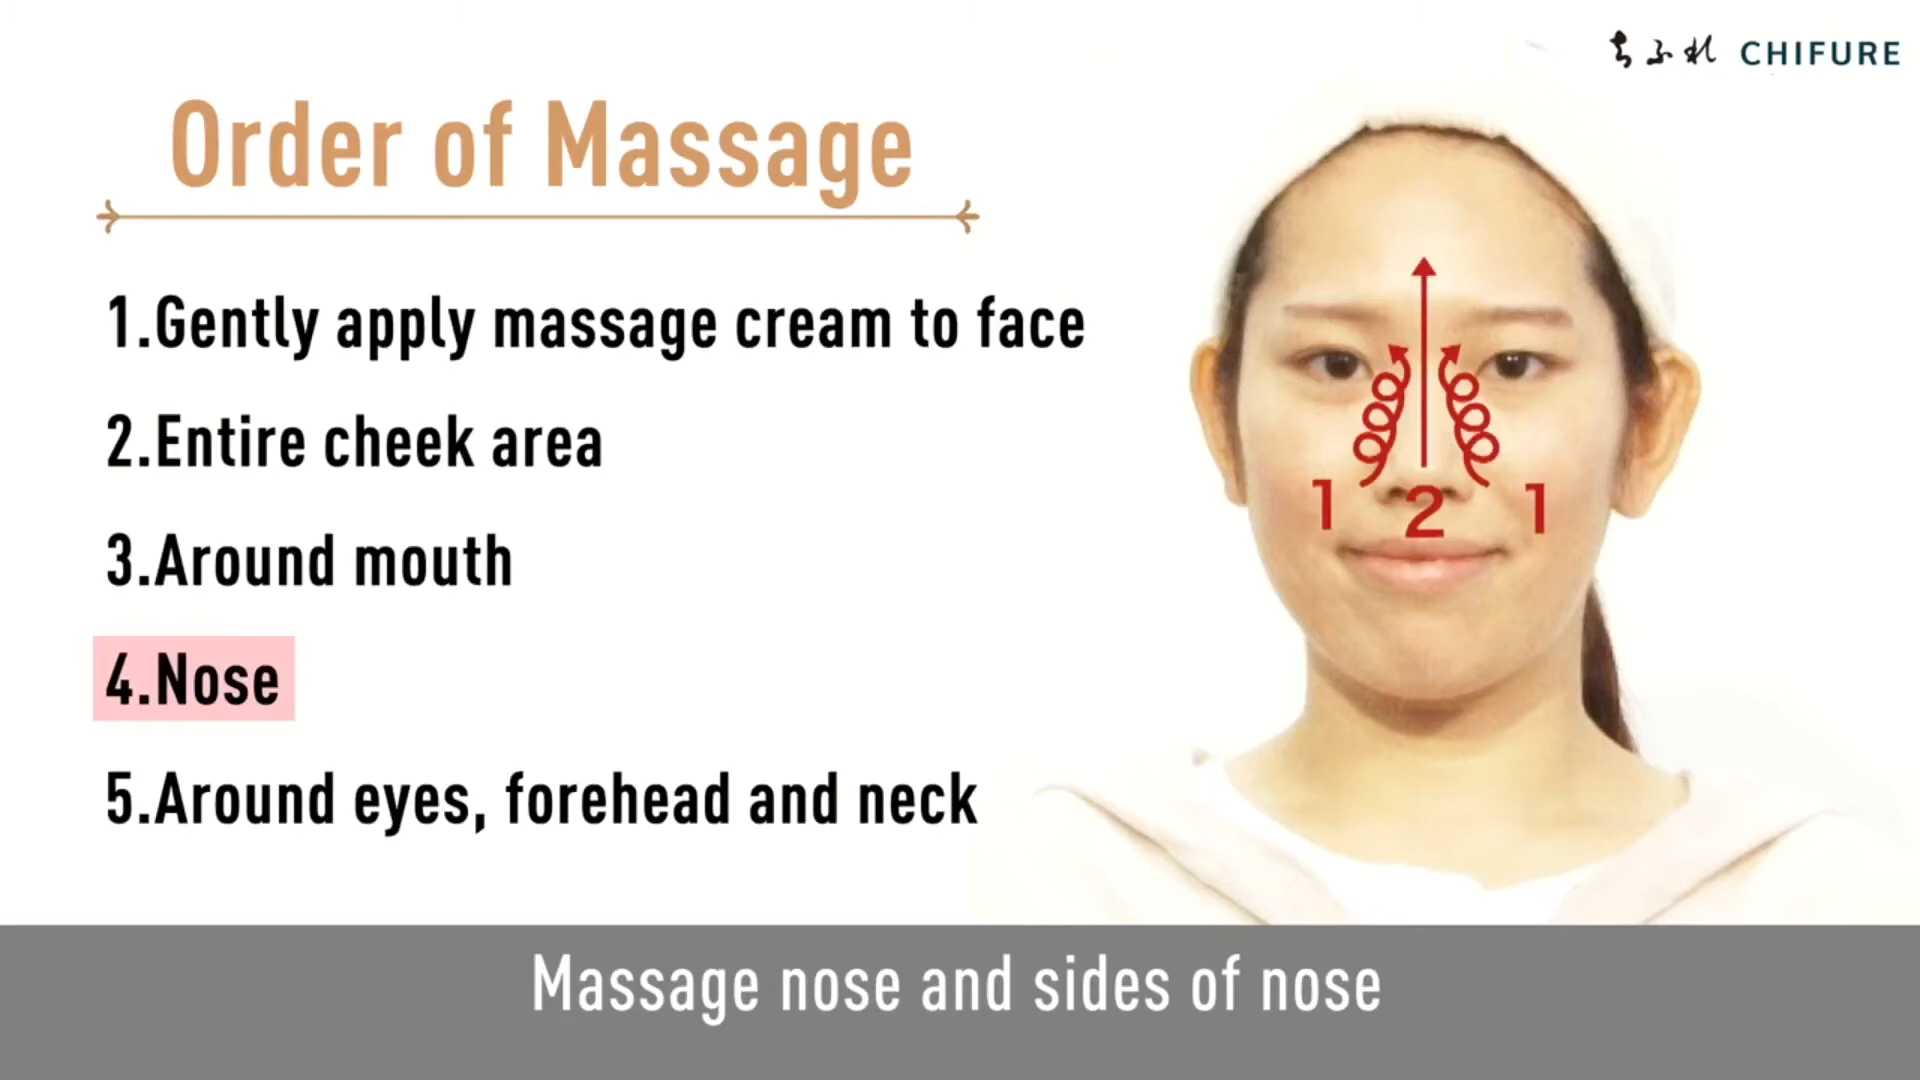 ちふれ CHIFURE
Order of Massage
1.Gently apply massage cream to face
2.Entire cheek area
3.Around mouth
4.Nose
5.Around eyes, forehead and neck
1 2 1
Massage nose and sides of nose